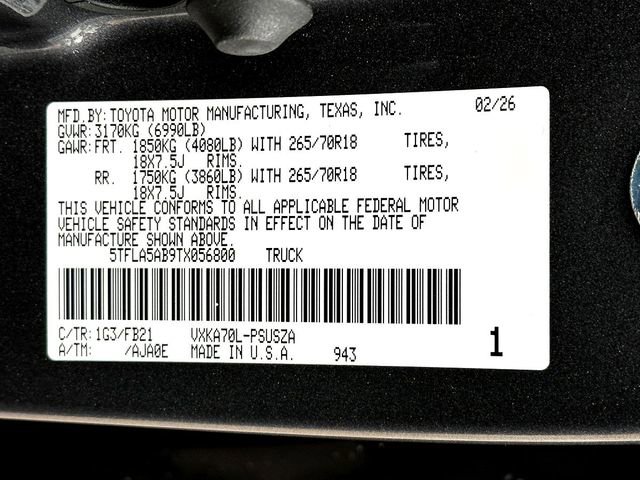 MFD.BY: TOYOTA MOTOR MANUFACTURING, TEXAS, INC. 02/26
GVWR: 3170KG (6990LB)
GAWR: FRT. 1850KG (4080LB) WITH 265/70R18 TIRES,
18X7.5J RIMS.
RR. 1750KG (3860LB) WITH 265/70R18 TIRES,
18X7.5J RIMS.
THIS VEHICLE CONFORMS TO ALL APPLICABLE FEDERAL MOTOR
VEHICLE SAFETY STANDARDS IN EFFECT ON THE DATE OF
MANUFACTURE SHOWN ABOVE.
5TFLA5AB9TX056800 TRUCK
C/TR: 1G3/FB21 VXKA70L-PSUSZA
A/TM: /AJA0E MADE IN U.S.A. 943 1